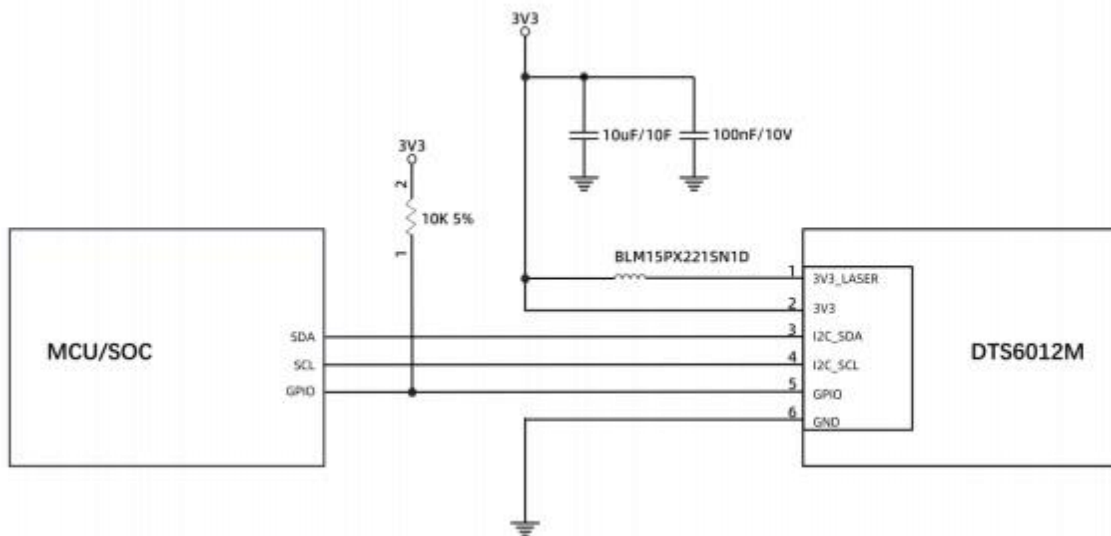 3V3
10uF/10F
100nF/10V
3V3
2
10K 5%
1
BLM15PX221SN1D
MCU/SOC
SDA
SCL
GPIO
1
3V3_LASER
2
3V3
3
I2C_SDA
4
I2C_SCL
5
GPIO
6
GND
DTS6012M